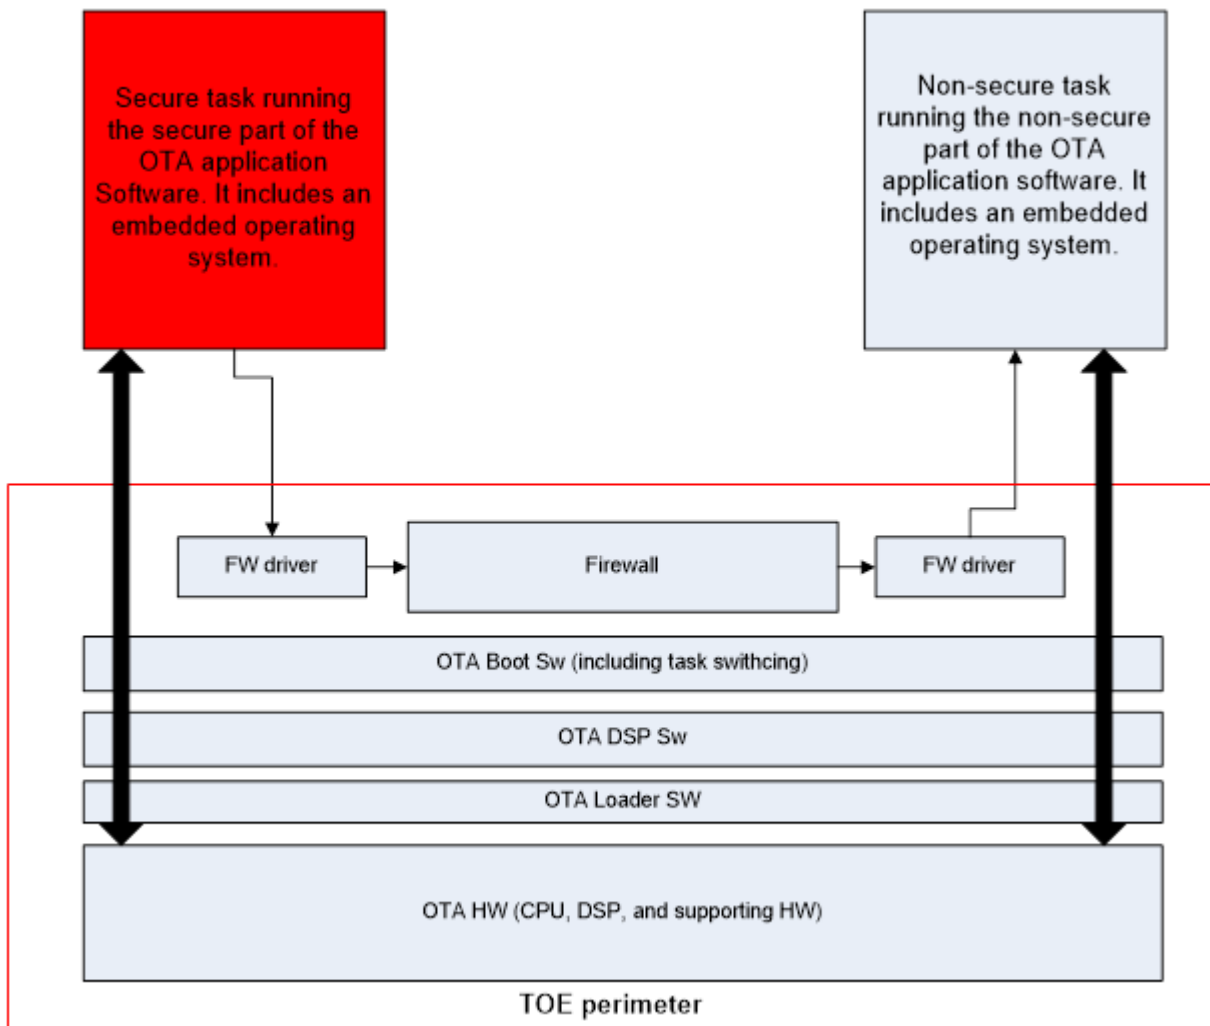 Secure task running
the secure part of the
OTA application
Software. It includes an
embedded operating
system.
Non-secure task
running the non-secure
part of the OTA
application software. It
includes an embedded
operating system.
FW driver
Firewall
FW driver
OTA Boot Sw (including task swithcing)
OTA DSP Sw
OTA Loader SW
OTA HW (CPU, DSP, and supporting HW)
TOE perimeter